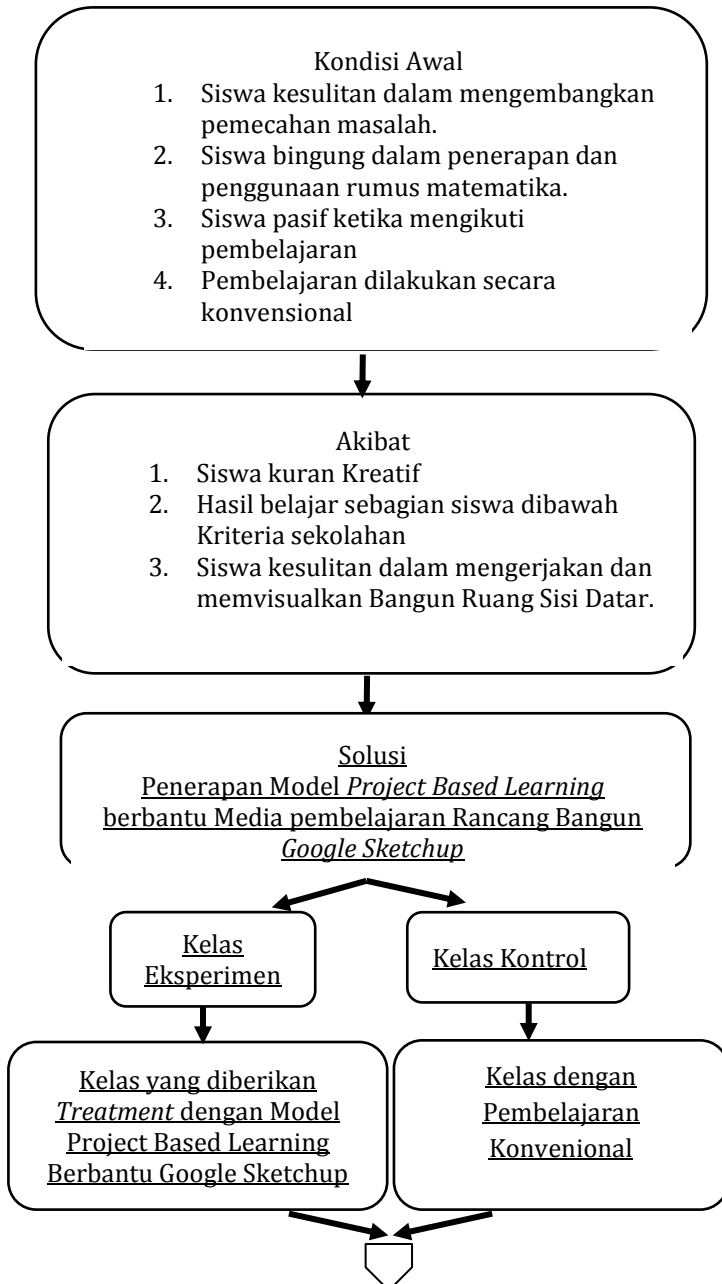 Kondisi Awal
1. Siswa kesulitan dalam mengembangkan
pemecahan masalah.
2. Siswa bingung dalam penerapan dan
penggunaan rumus matematika.
3. Siswa pasif ketika mengikuti
pembelajaran
4. Pembelajaran dilakukan secara
konvensional
Akibat
1. Siswa kuran Kreatif
2. Hasil belajar sebagian siswa dibawah
Kriteria sekolahan
3. Siswa kesulitan dalam mengerjakan dan
memvisualkan Bangun Ruang Sisi Datar.
Solusi
Penerapan Model Project Based Learning
berbantu Media pembelajaran Rancang Bangun
Google Sketchup
Kelas
Eksperimen
Kelas Kontrol
Kelas yang diberikan
Treatment dengan Model
Project Based Learning
Berbantu Google Sketchup
Kelas dengan
Pembelajaran
Konvenional